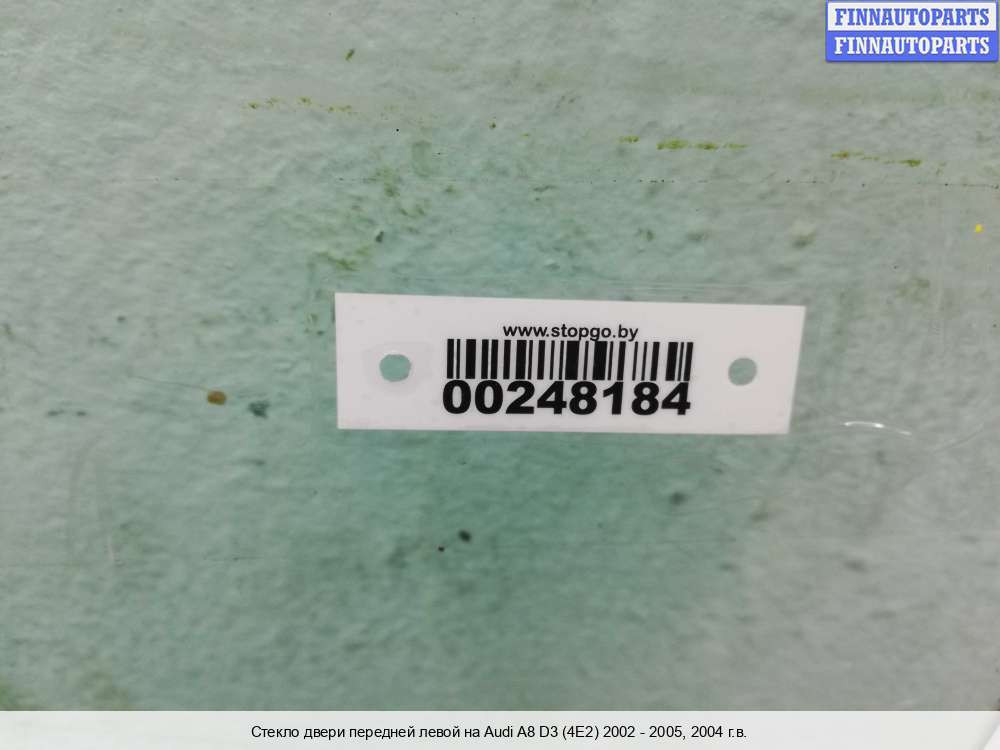 FINNAUTOPARTS
FINNAUTOPARTS
www.stopgo.by
00248184
Стекло двери передней левой на Audi A8 D3 (4E2) 2002 - 2005, 2004 г.в.